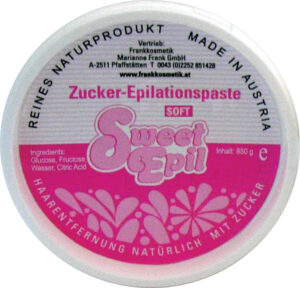 REINES NATURPRODUKT MADE IN AUSTRIA
Vertrieb:
Frankkosmetik
Marianne Frank GmbH
A-2511 Pfaffstätten T 0043 (0)2252 851428
www.frankkosmetik.at
Zucker-Epilationspaste
SOFT
Sweet
Epil
Ingredients:
Glucose, Fructose,
Wasser, Citric Acid
Inhalt: 850 g e
HAARENTFERNUNG NATÜRLICH MIT ZUCKER